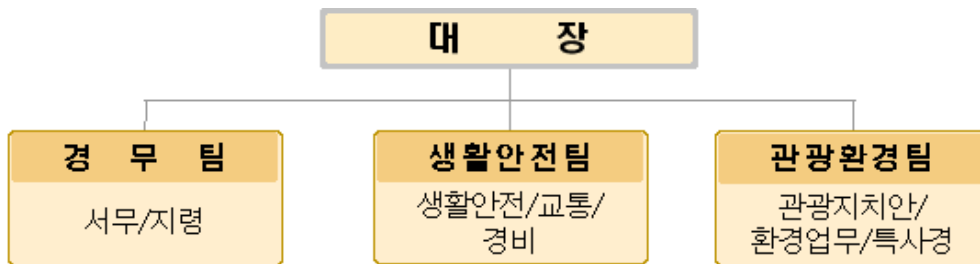 대 장
경 무 팀
서무/지령
생활안전팀
생활안전/교통/
경비
관광환경팀
관광지치안/
환경업무/특사경